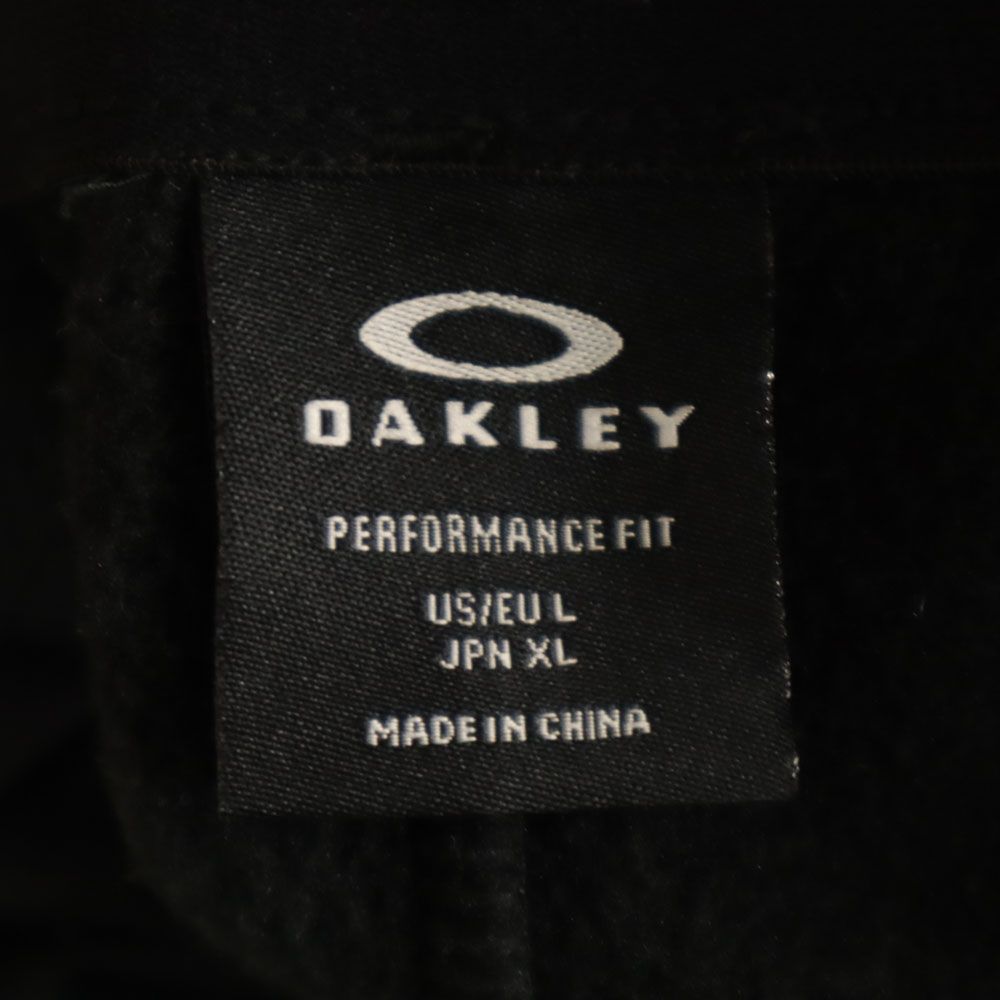 OAKLEY
PERFORMANCE FIT
US/EU L
JPN XL
MADE IN CHINA